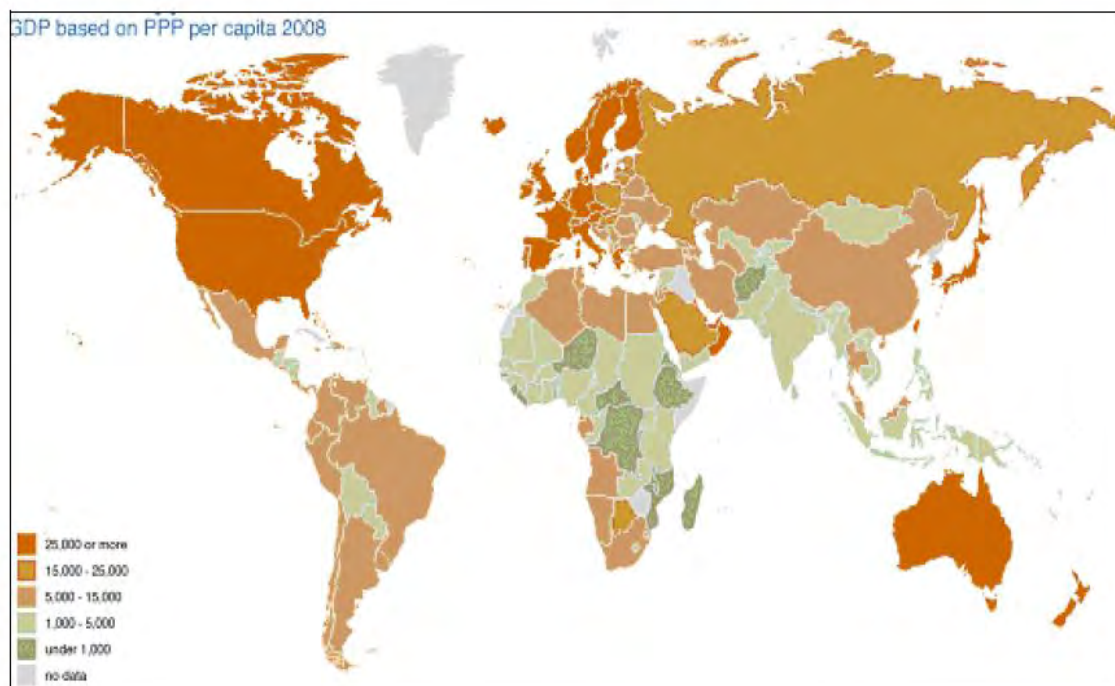 GDP based on PPP per capita 2008
25,000 or more
15,000 - 25,000
5,000 - 15,000
1,000 - 5,000
under 1,000
no data